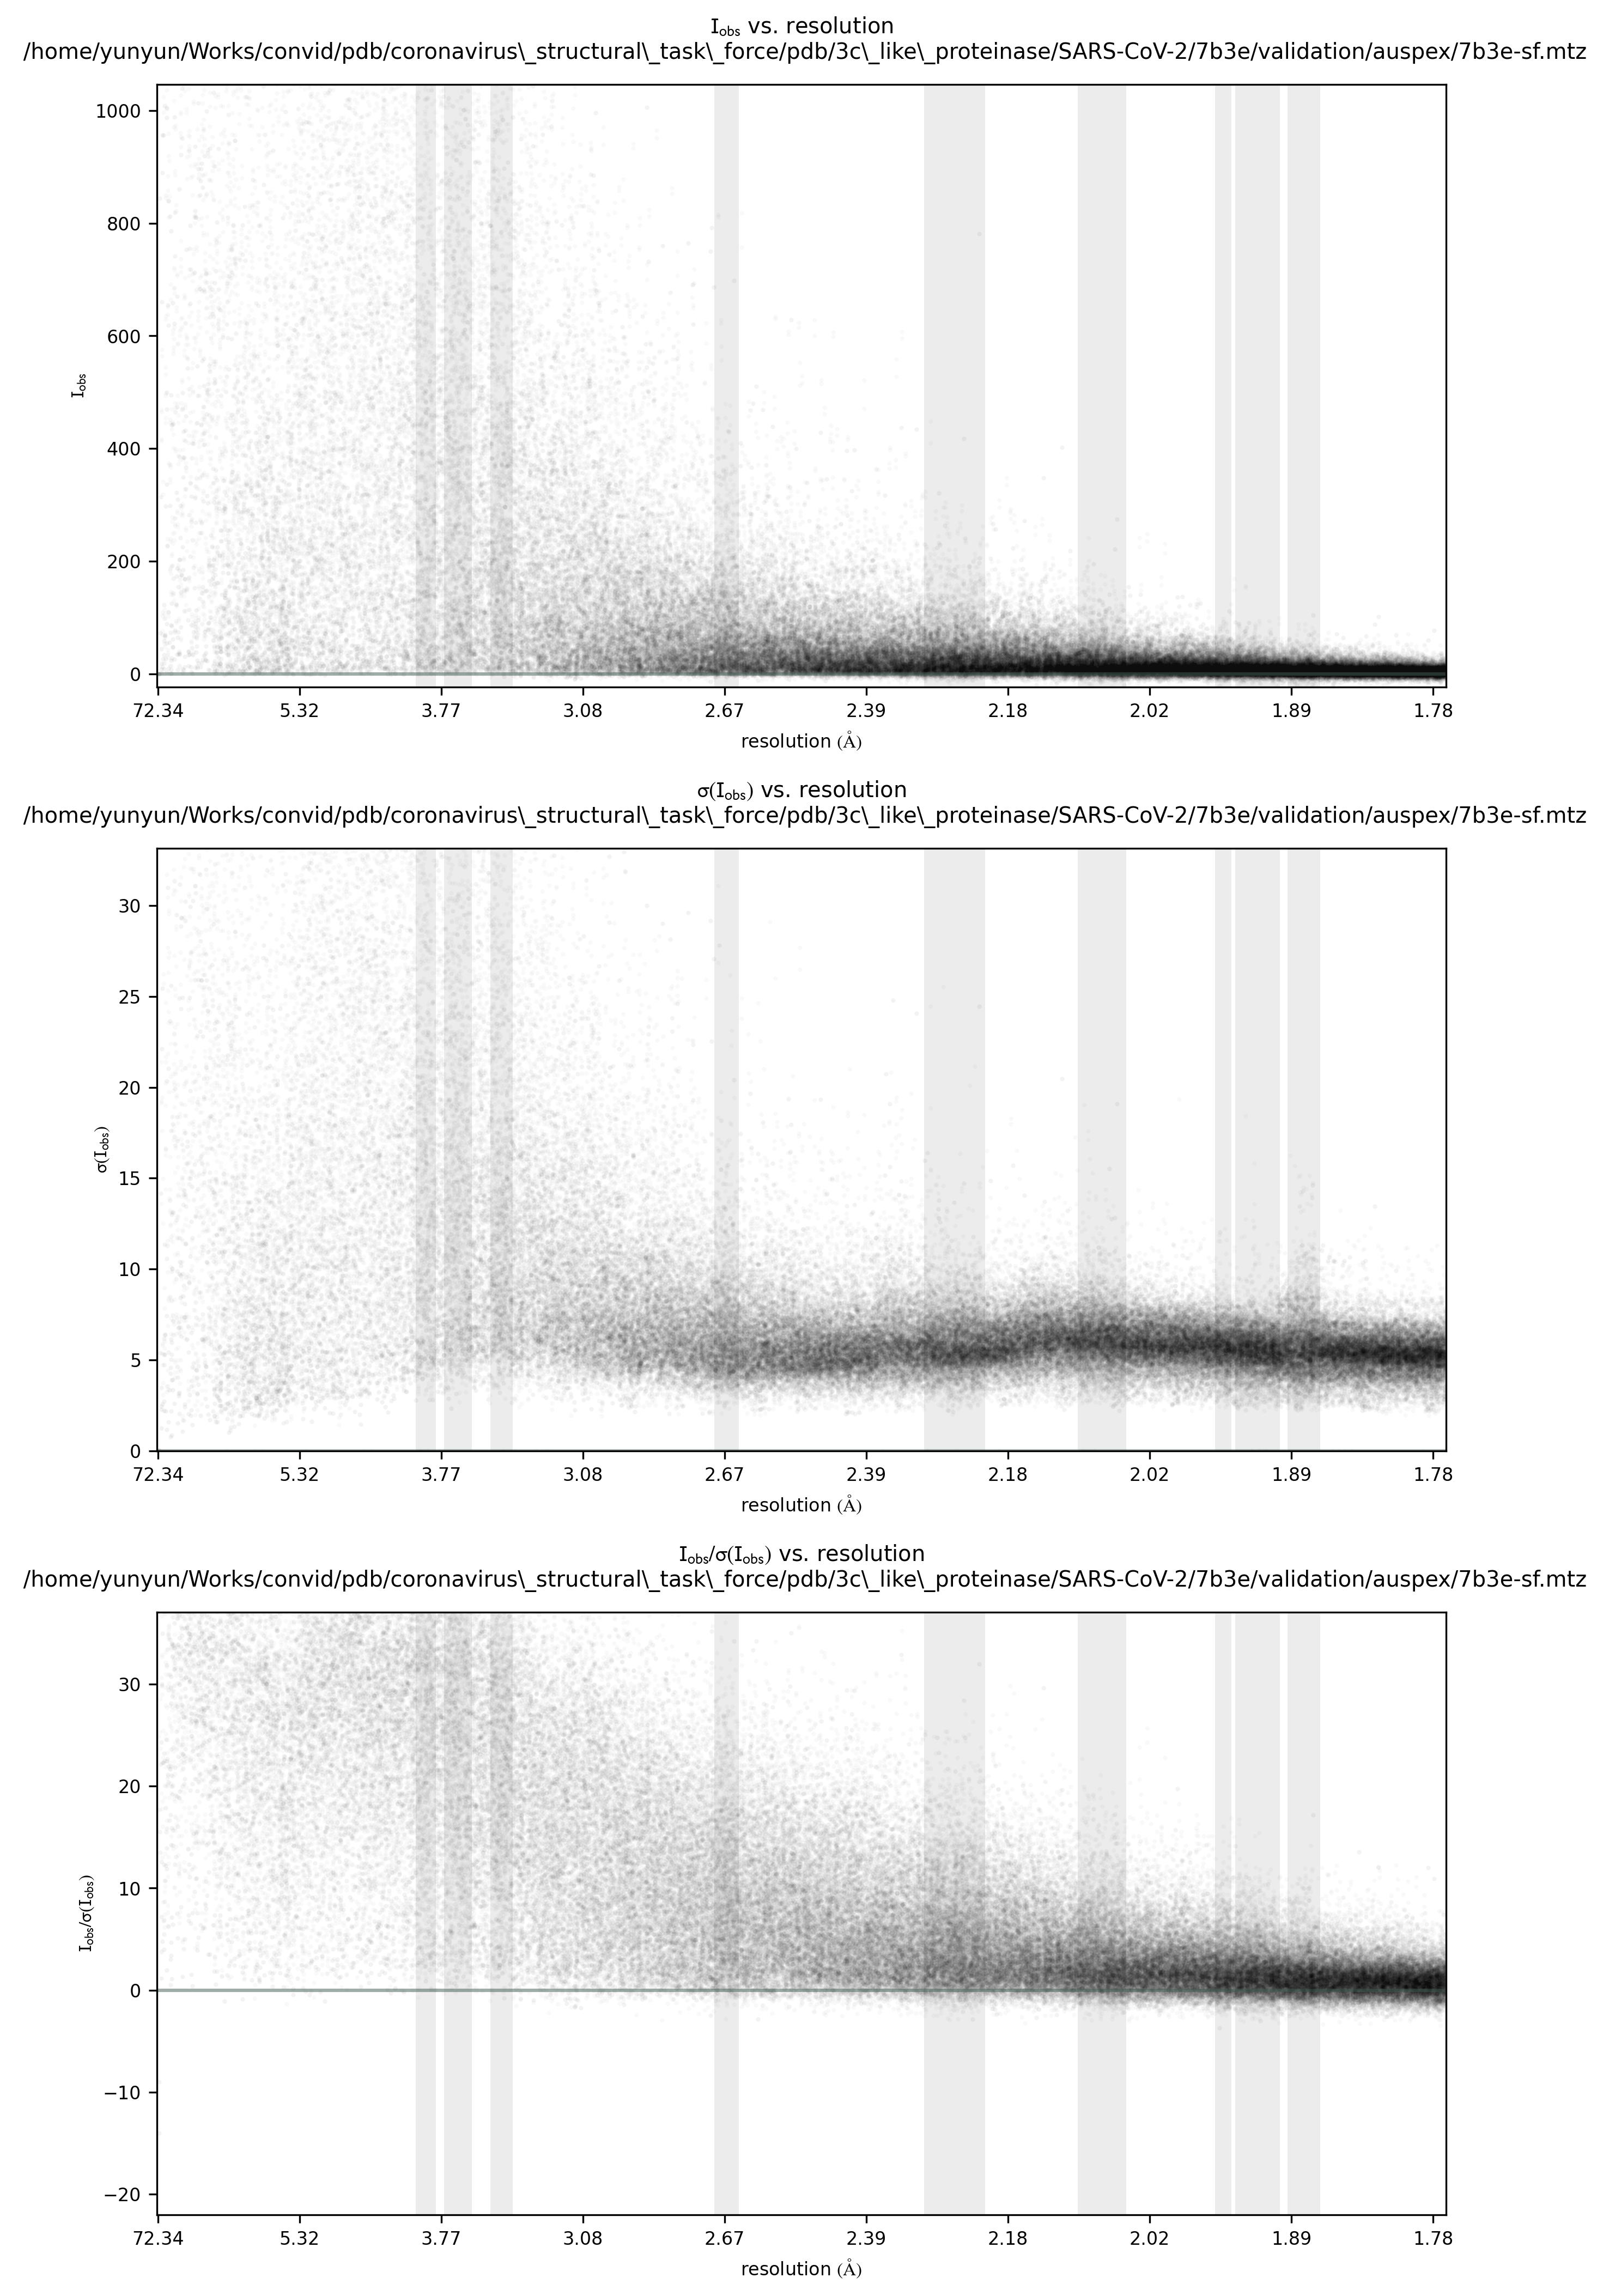 I_obs vs. resolution
/home/yunyun/Works/convid/pdb/coronavirus\_structural\_task\_force/pdb/3c\_like\_proteinase/SARS-CoV-2/7b3e/validation/auspex/7b3e-sf.mtz
1000
800
600
400
200
0
I_obs
72.34 5.32 3.77 3.08 2.67 2.39 2.18 2.02 1.89 1.78
resolution (Å)
σ(I_obs) vs. resolution
/home/yunyun/Works/convid/pdb/coronavirus\_structural\_task\_force/pdb/3c\_like\_proteinase/SARS-CoV-2/7b3e/validation/auspex/7b3e-sf.mtz
30
25
20
15
10
5
0
σ(I_obs)
72.34 5.32 3.77 3.08 2.67 2.39 2.18 2.02 1.89 1.78
resolution (Å)
I_obs/σ(I_obs) vs. resolution
/home/yunyun/Works/convid/pdb/coronavirus\_structural\_task\_force/pdb/3c\_like\_proteinase/SARS-CoV-2/7b3e/validation/auspex/7b3e-sf.mtz
30
20
10
0
−10
−20
I_obs/σ(I_obs)
72.34 5.32 3.77 3.08 2.67 2.39 2.18 2.02 1.89 1.78
resolution (Å)